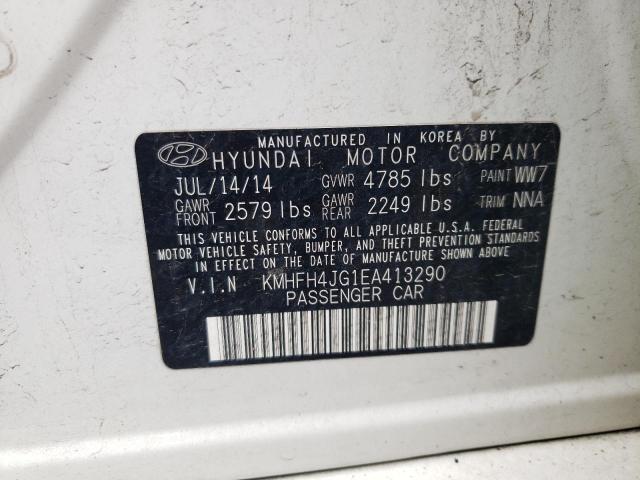 MANUFACTURED IN KOREA BY
HYUNDAI MOTOR COMPANY
JUL/14/14 GVWR 4785 lbs PAINT WW7
GAWR FRONT 2579 lbs GAWR REAR 2249 lbs TRIM NNA
THIS VEHICLE CONFORMS TO ALL APPLICABLE U.S.A. FEDERAL
MOTOR VEHICLE SAFETY, BUMPER, AND THEFT PREVENTION STANDARDS
IN EFFECT ON THE DATE OF MANUFACTURE SHOWN ABOVE
V.I.N KMHFH4JG1EA413290
PASSENGER CAR